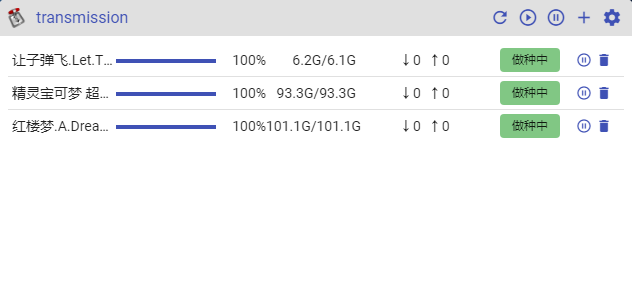 transmission
让子弹飞.Let.T... 100% 6.2G/6.1G ↓0 ↑0 做种中
精灵宝可梦 超... 100% 93.3G/93.3G ↓0 ↑0 做种中
红楼梦.A.Drea... 100% 101.1G/101.1G ↓0 ↑0 做种中